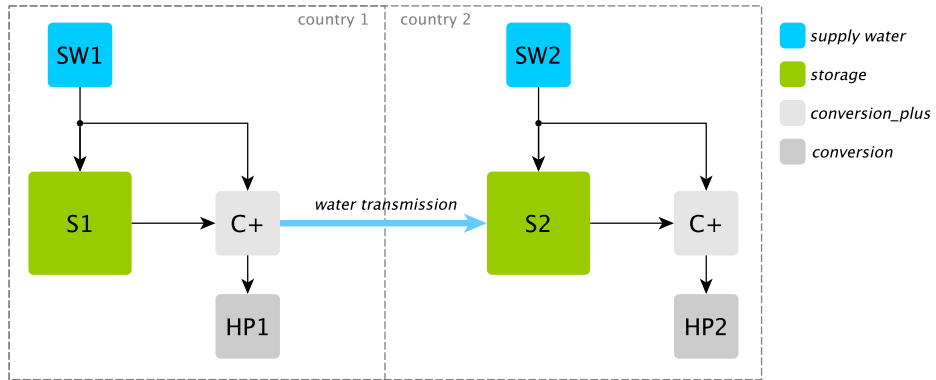 country 1
country 2
SW1
SW2
supply water
storage
conversion_plus
conversion
water transmission
S1
C+
S2
C+
HP1
HP2